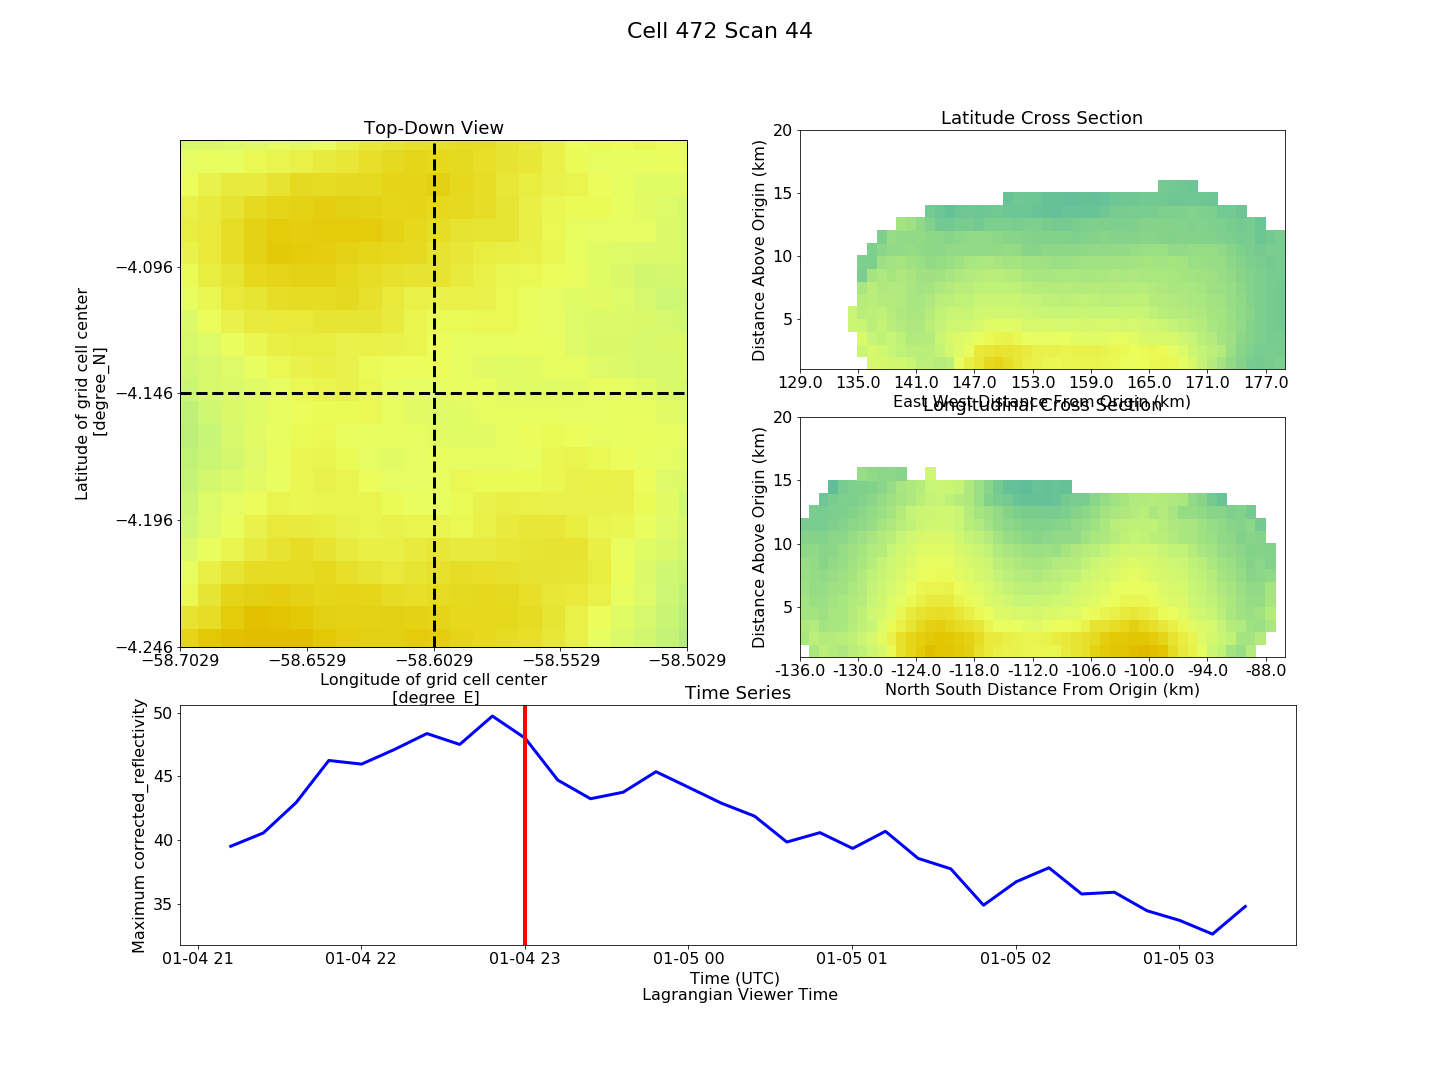 Cell 472 Scan 44
Top-Down View
−4.096
−4.146
−4.196
−4.246
Latitude of grid cell center
[degree_N]
−58.7029
−58.6529
−58.6029
−58.5529
−58.5029
Longitude of grid cell center
[degree_E]
Latitude Cross Section
20
15
10
5
Distance Above Origin (km)
129.0 135.0 141.0 147.0 153.0 159.0 165.0 171.0 177.0
East West Distance From Origin (km)
Longitudinal Cross Section
20
15
10
5
Distance Above Origin (km)
-136.0 -130.0 -124.0 -118.0 -112.0 -106.0 -100.0 -94.0 -88.0
North South Distance From Origin (km)
Time Series
50
45
40
35
Maximum corrected_reflectivity
01-04 21 01-04 22 01-04 23 01-05 00 01-05 01 01-05 02 01-05 03
Time (UTC)
Lagrangian Viewer Time